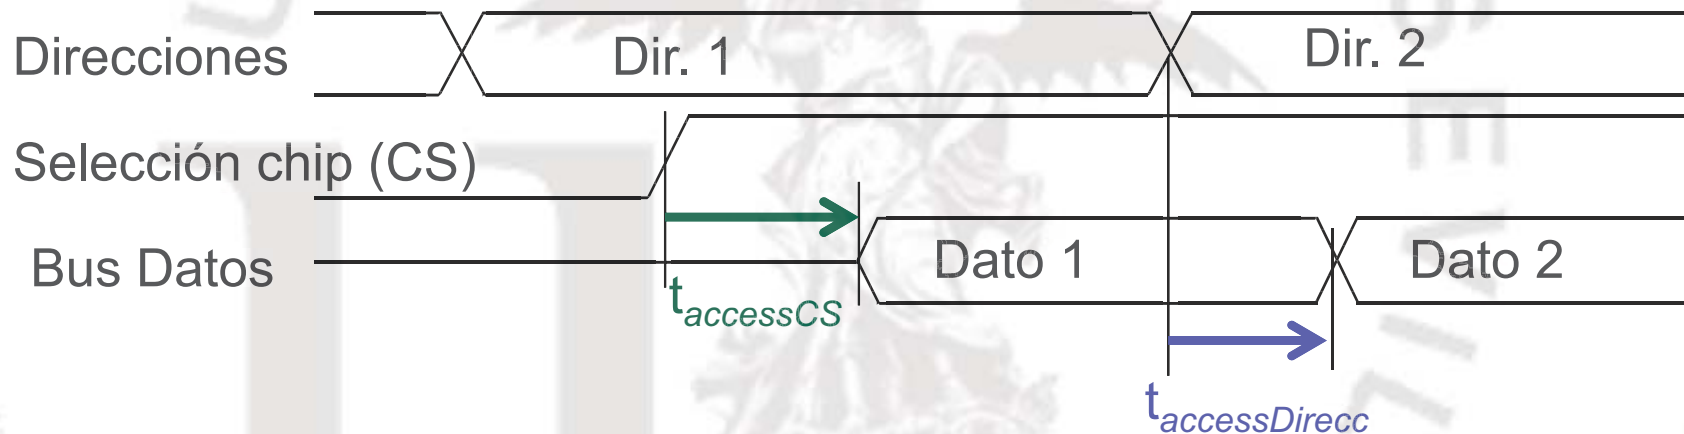 Direcciones Dir. 1 Dir. 2
Selección chip (CS)
Bus Datos Dato 1 Dato 2
taccessCS
taccessDirecc